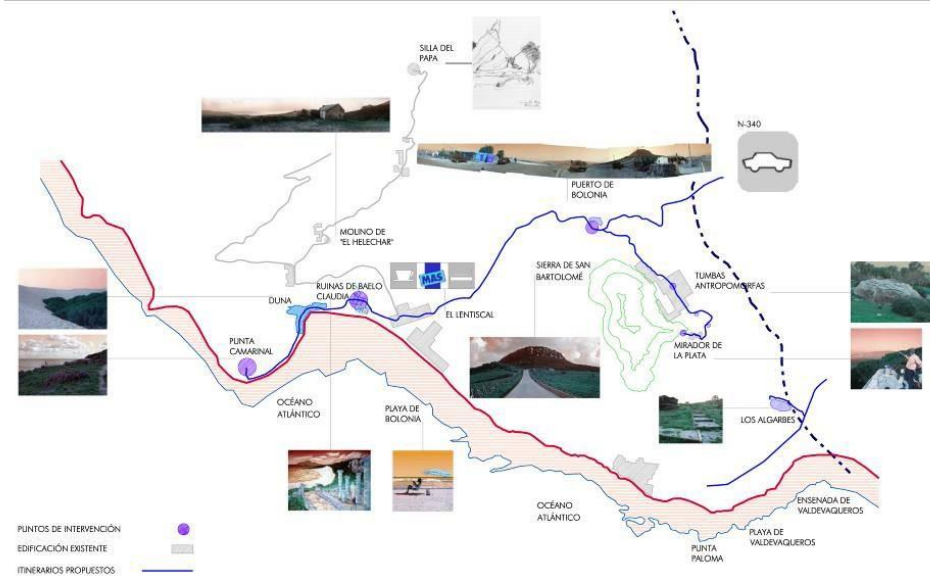 SILLA DEL
PAPA
N-340
PUERTO DE
BOLONIA
MOLINO DE
"EL HELECHAR"
SIERRA DE SAN
BARTOLOMÉ
TUMBAS
ANTROPOMORFAS
RUINAS DE BAELO
CLAUDIA
MAS
DUNA
EL LENTISCAL
PUNTA
CAMARINAL
MIRADOR DE
LA PLATA
OCÉANO
ATLÁNTICO
PLAYA DE
BOLONIA
LOS ALGARBES
OCÉANO
ATLÁNTICO
ENSENADA DE
VALDEVAQUEROS
PUNTA
PALOMA
PLAYA DE
VALDEVAQUEROS
PUNTOS DE INTERVENCIÓN
EDIFICACIÓN EXISTENTE
ITINERARIOS PROPUESTOS